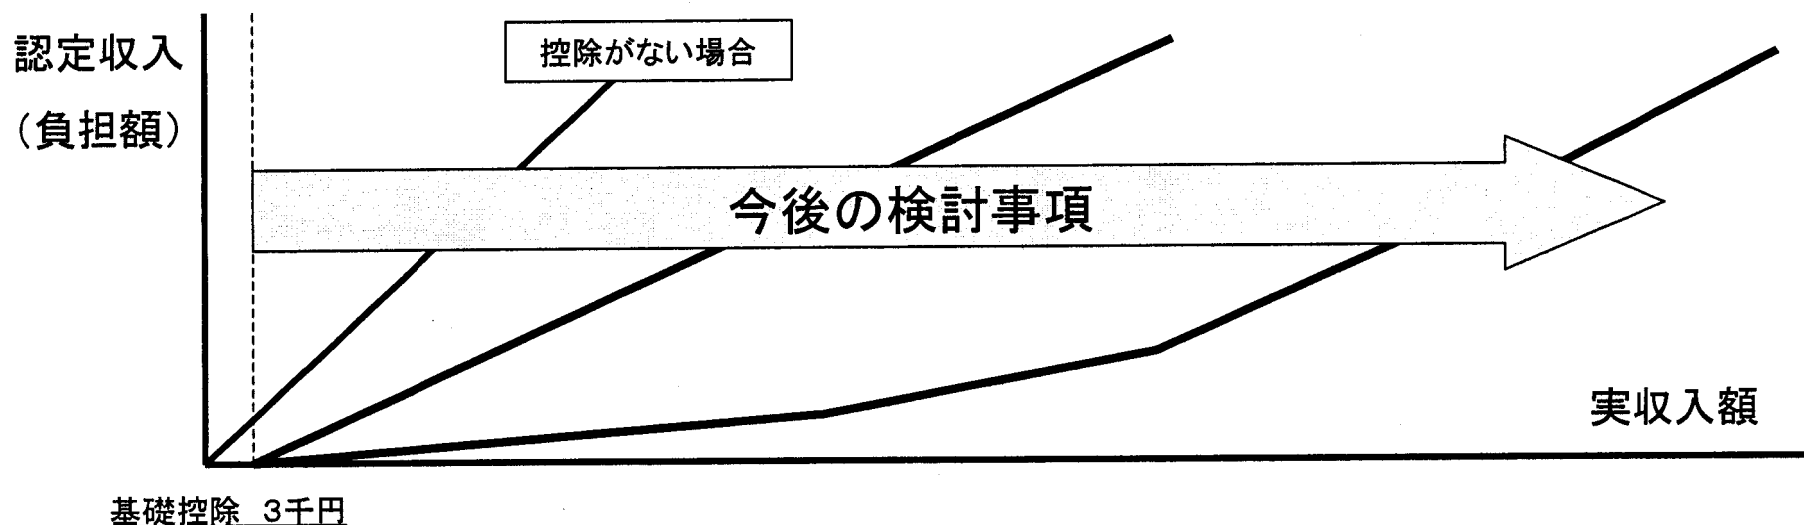 認定収入
（負担額）
控除がない場合
今後の検討事項
実収入額
基礎控除　3千円